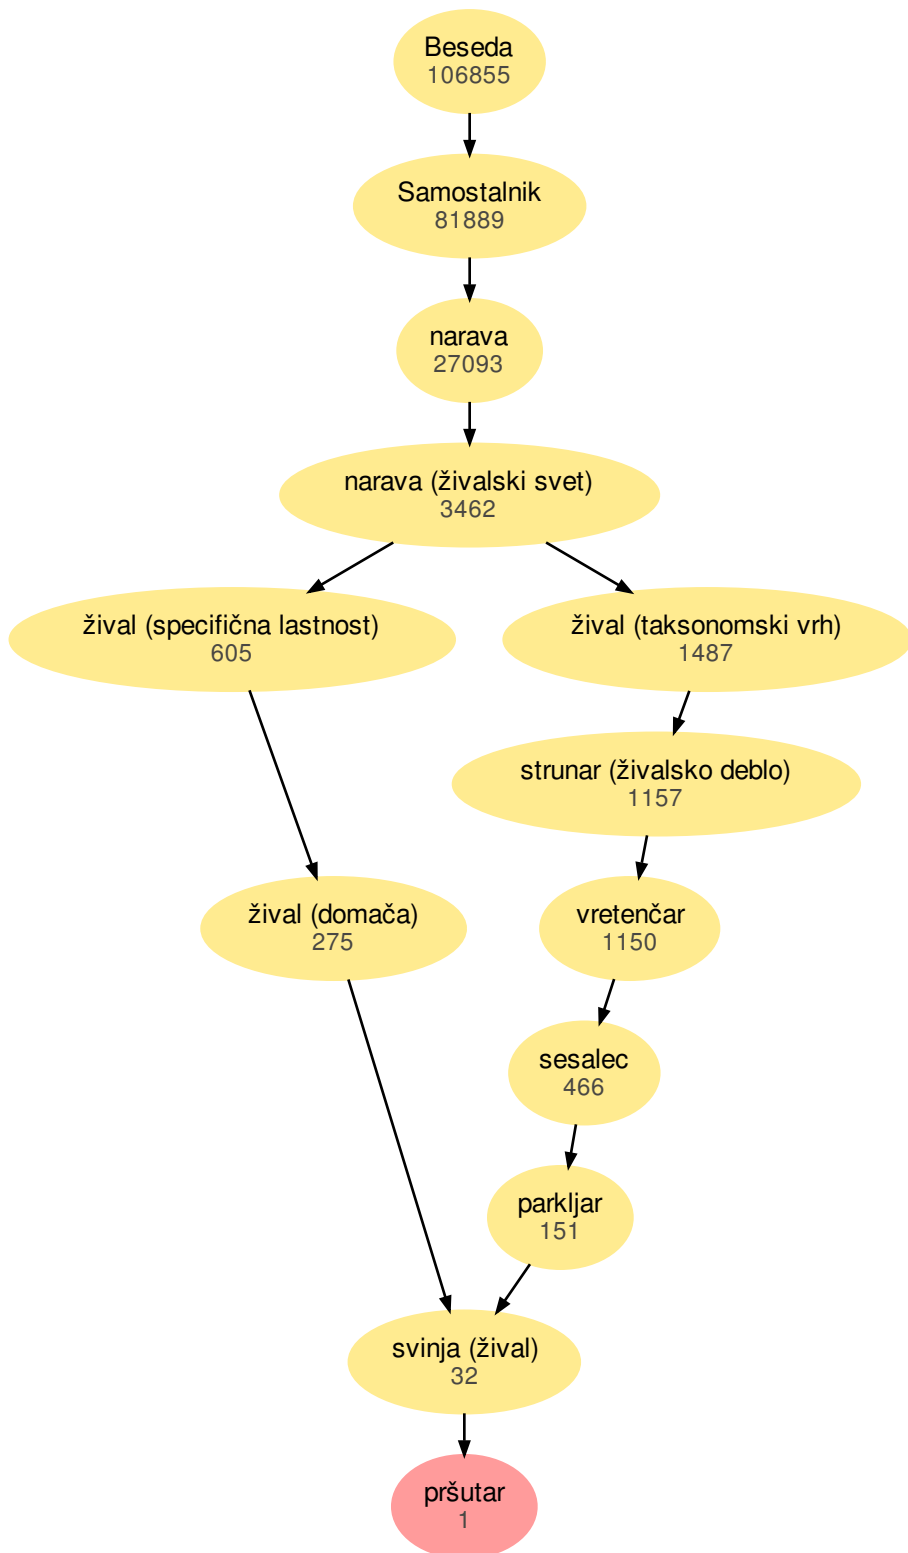 Beseda
106855
Samostalnik
81889
narava
27093
narava (živalski svet)
3462
žival (specifična lastnost)
605
žival (taksonomski vrh)
1487
strunar (živalsko deblo)
1157
žival (domača)
275
vretenčar
1150
sesalec
466
parkljar
151
svinja (žival)
32
pršutar
1